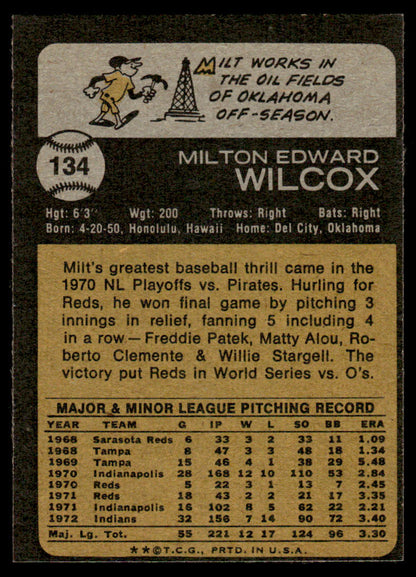 MILT WORKS IN
THE OIL FIELDS
OF OKLAHOMA
OFF-SEASON.
134
MILTON EDWARD
WILCOX
Hgt: 6'3" Wgt: 200 Throws: Right Bats: Right
Born: 4-20-50, Honolulu, Hawaii Home: Del City, Oklahoma
Milt's greatest baseball thrill came in the
1970 NL Playoffs vs. Pirates. Hurling for
Reds, he won final game by pitching 3
innings in relief, fanning 5 including 4
in a row — Freddie Patek, Matty Alou, Ro-
berto Clemente & Willie Stargell. The
victory put Reds in World Series vs. O's.
MAJOR & MINOR LEAGUE PITCHING RECORD
YEAR TEAM G IP W L SO BB ERA
1968 Sarasota Reds 6 33 3 2 33 11 1.09
1968 Tampa 8 47 3 3 48 18 1.34
1969 Tampa 15 46 4 1 38 29 5.48
1970 Indianapolis 28 168 12 10 110 53 2.84
1970 Reds 5 22 3 1 13 7 2.45
1971 Reds 18 43 2 2 21 17 3.35
1971 Indianapolis 16 102 8 5 62 22 2.21
1972 Indians 32 156 7 14 90 72 3.40
Maj. Lg. Tot. 55 221 12 17 124 96 3.30
★★©T.C.G., PRTD. IN U.S.A.